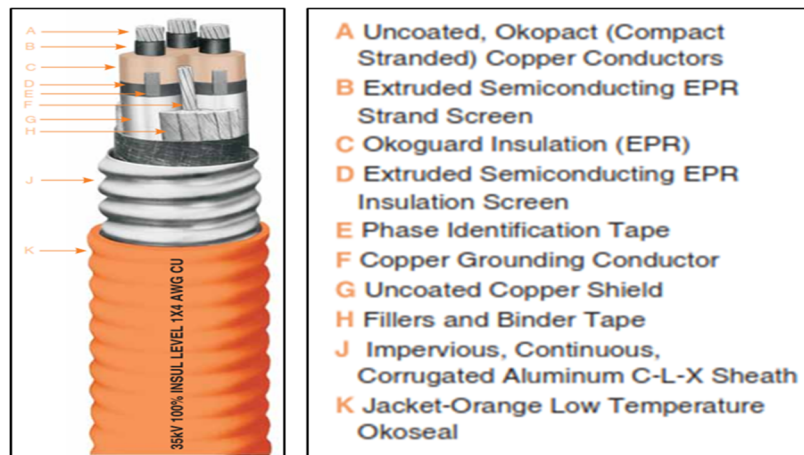 A
B
C
D
E
F
G
H
J
K
35kV 100% INSUL LEVEL 1X4 AWG CU
A Uncoated, Okopact (Compact
Stranded) Copper Conductors
B Extruded Semiconducting EPR
Strand Screen
C Okoguard Insulation (EPR)
D Extruded Semiconducting EPR
Insulation Screen
E Phase Identification Tape
F Copper Grounding Conductor
G Uncoated Copper Shield
H Fillers and Binder Tape
J Impervious, Continuous,
Corrugated Aluminum C-L-X Sheath
K Jacket-Orange Low Temperature
Okoseal